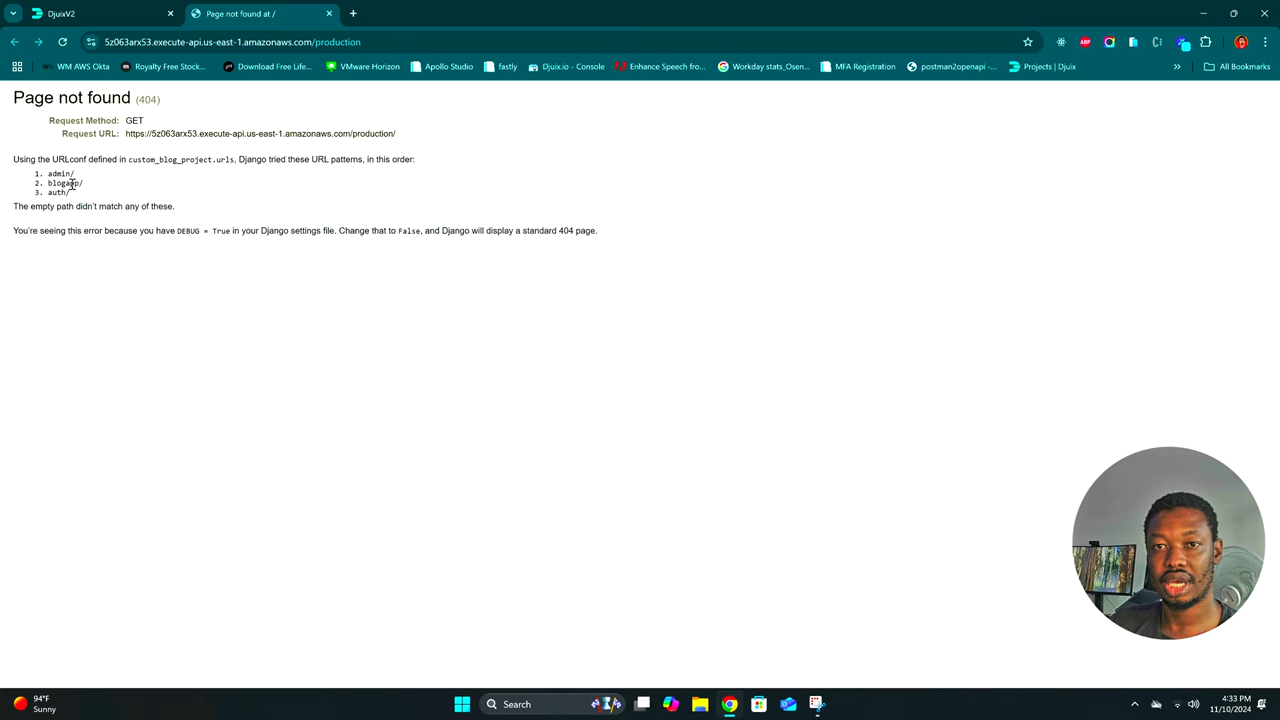 DjuixV2
Page not found at /
5z063arx53.execute-api.us-east-1.amazonaws.com/production
WM AWS Okta
Royalty Free Stock...
Download Free Life...
VMware Horizon
Apollo Studio
fastly
Djuix.io - Console
Enhance Speech fro...
Workday stats_Osen...
MFA Registration
postman2openapi -...
Projects | Djuix
All Bookmarks
Page not found (404)
Request Method: GET
Request URL: https://5z063arx53.execute-api.us-east-1.amazonaws.com/production/
Using the URLconf defined in custom_blog_project.urls, Django tried these URL patterns, in this order:
1. admin/
2. blogapp/
3. auth/
The empty path didn't match any of these.
You're seeing this error because you have DEBUG = True in your Django settings file. Change that to False, and Django will display a standard 404 page.
94°F
Sunny
Search
4:33 PM
11/10/2024